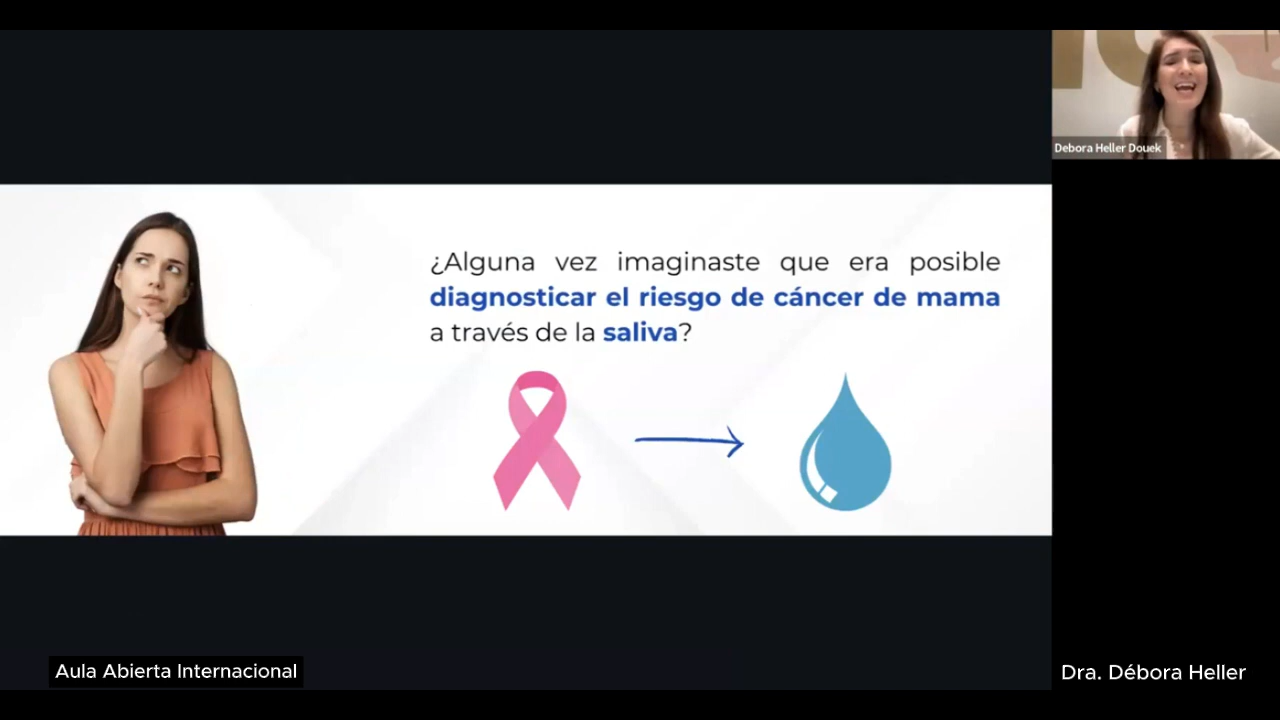 Debora Heller Douek
¿Alguna vez imaginaste que era posible
diagnosticar el riesgo de cáncer de mama
a través de la saliva?
Aula Abierta Internacional
Dra. Débora Heller